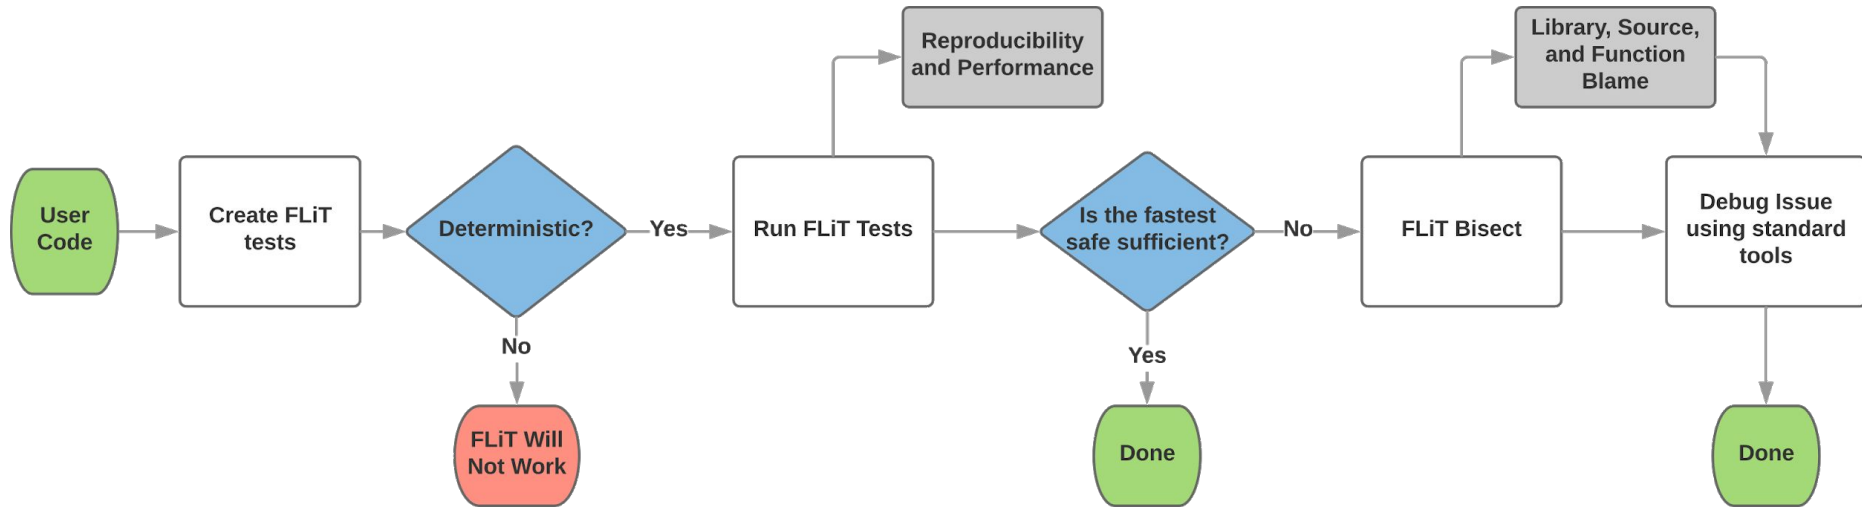 User
Code
Create FLiT
tests
Deterministic?
No
FLiT Will
Not Work
Yes
Run FLiT Tests
Reproducibility
and Performance
Is the fastest
safe sufficient?
Yes
Done
No
FLiT Bisect
Library, Source,
and Function
Blame
Debug Issue
using standard
tools
Done